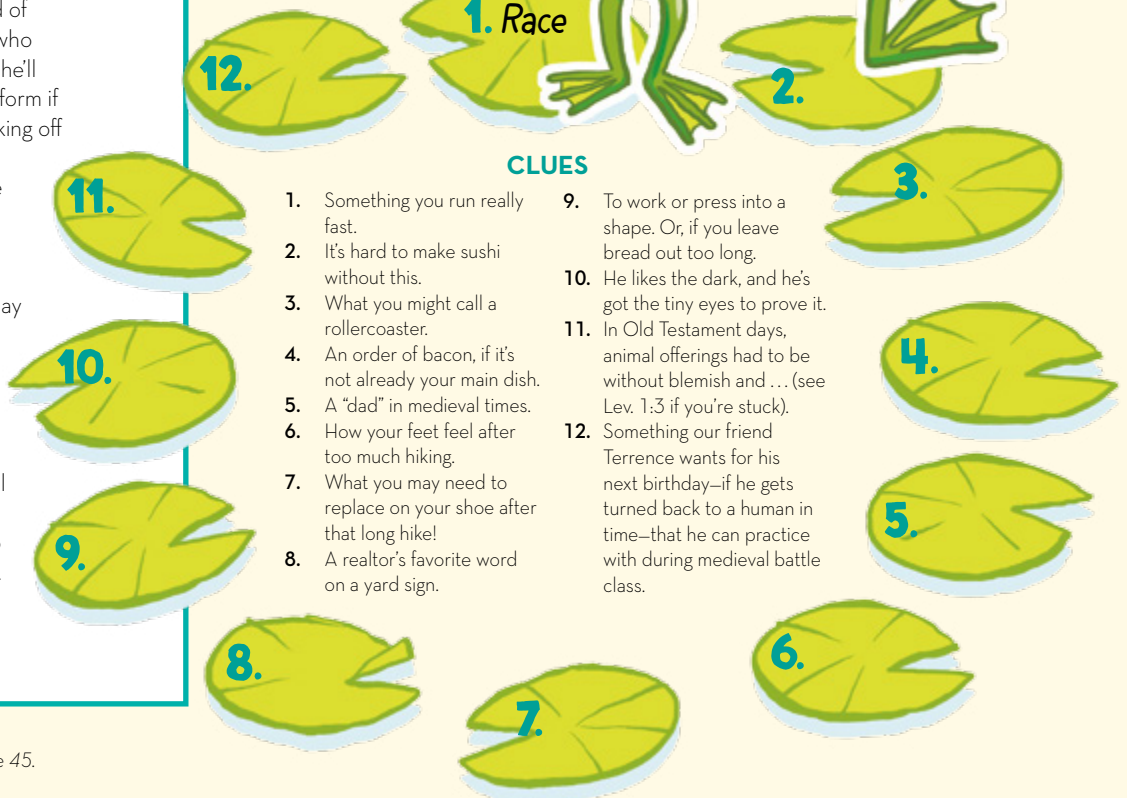 d of
who
he'll
form if
king off
e
ay
l
e 45.
1. Race
12.
2.
11.
3.
10.
4.
9.
5.
8.
6.
7.
CLUES
1. Something you run really
fast.
2. It's hard to make sushi
without this.
3. What you might call a
rollercoaster.
4. An order of bacon, if it's
not already your main dish.
5. A “dad” in medieval times.
6. How your feet feel after
too much hiking.
7. What you may need to
replace on your shoe after
that long hike!
8. A realtor's favorite word
on a yard sign.
9. To work or press into a
shape. Or, if you leave
bread out too long.
10. He likes the dark, and he's
got the tiny eyes to prove it.
11. In Old Testament days,
animal offerings had to be
without blemish and ... (see
Lev. 1:3 if you're stuck).
12. Something our friend
Terrence wants for his
next birthday—if he gets
turned back to a human in
time—that he can practice
with during medieval battle
class.